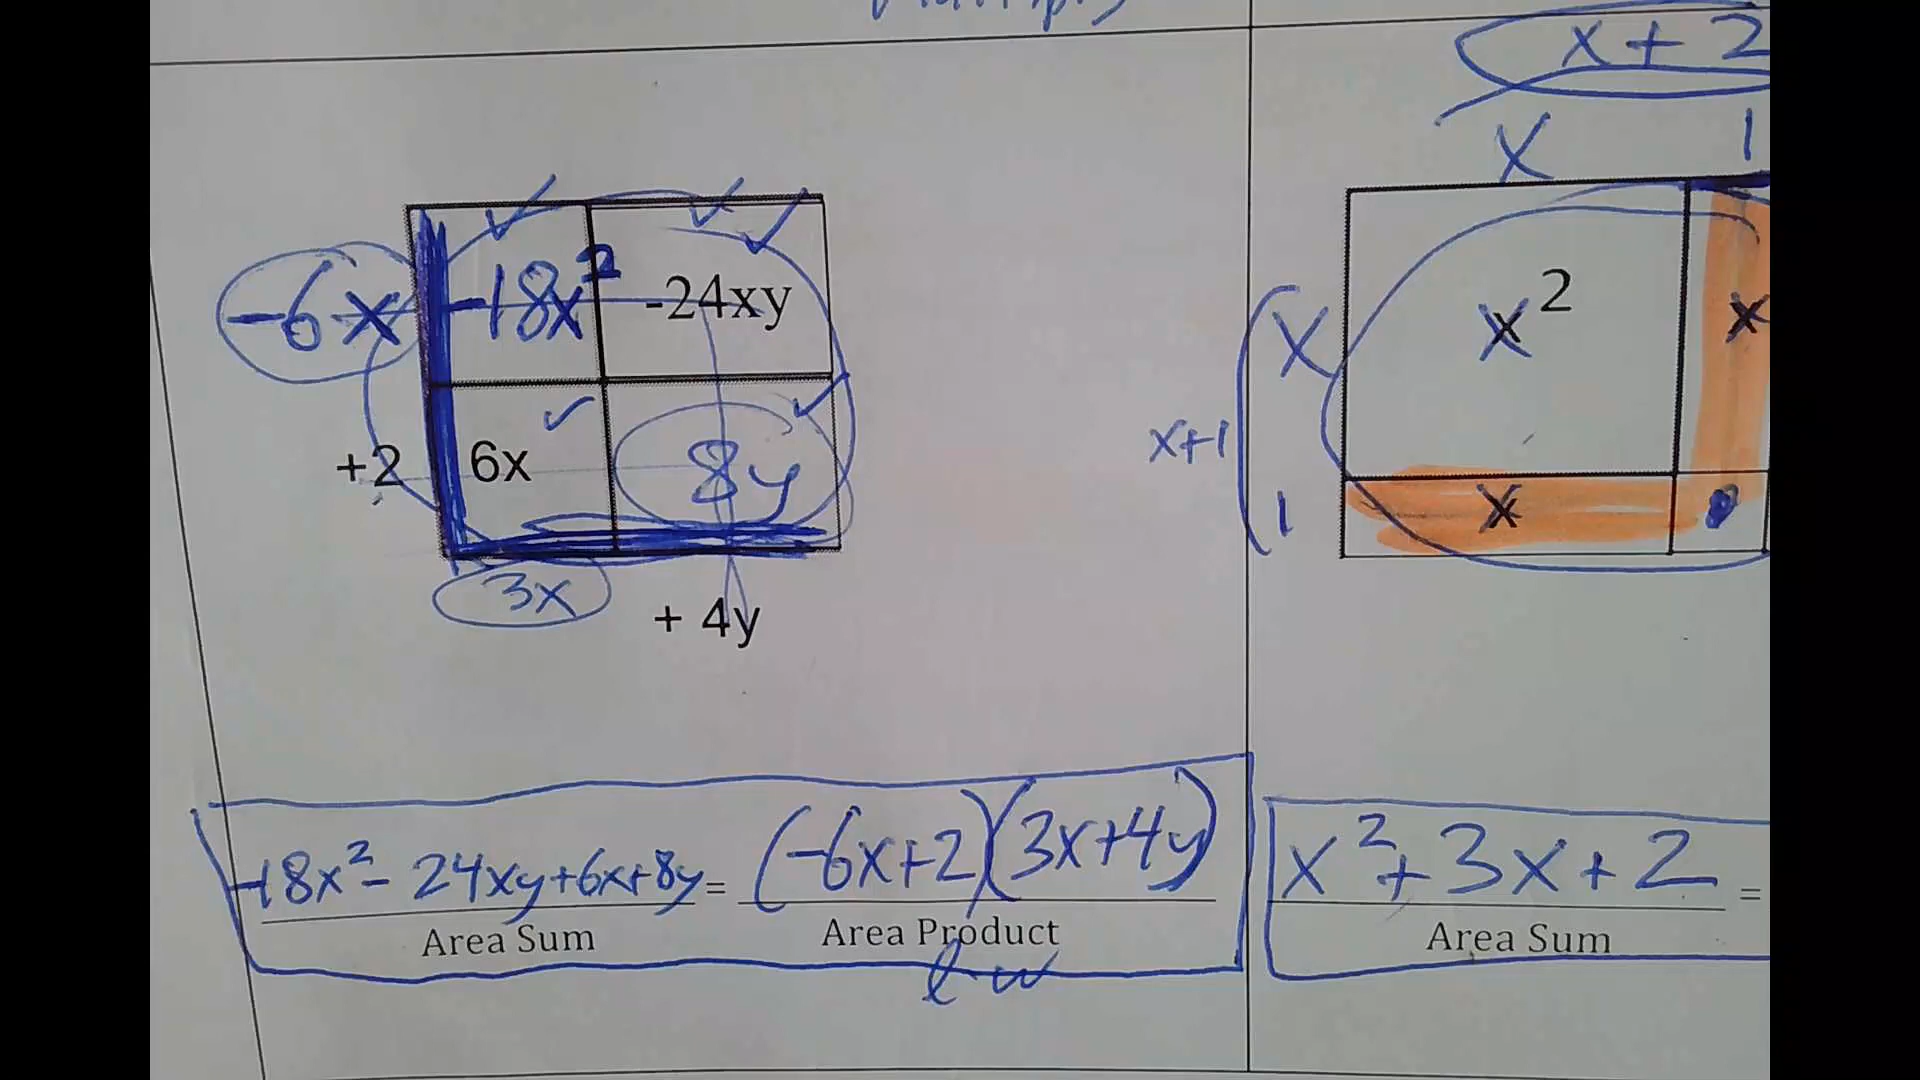 x + 2
x 1
-6x -18x² -24xy
+2 6x 8y
3x + 4y
x x² x
x+1
1 x
-18x² - 24xy+6x+8y = (-6x+2)(3x+4y)
Area Sum Area Product
l w
x² + 3x + 2 =
Area Sum